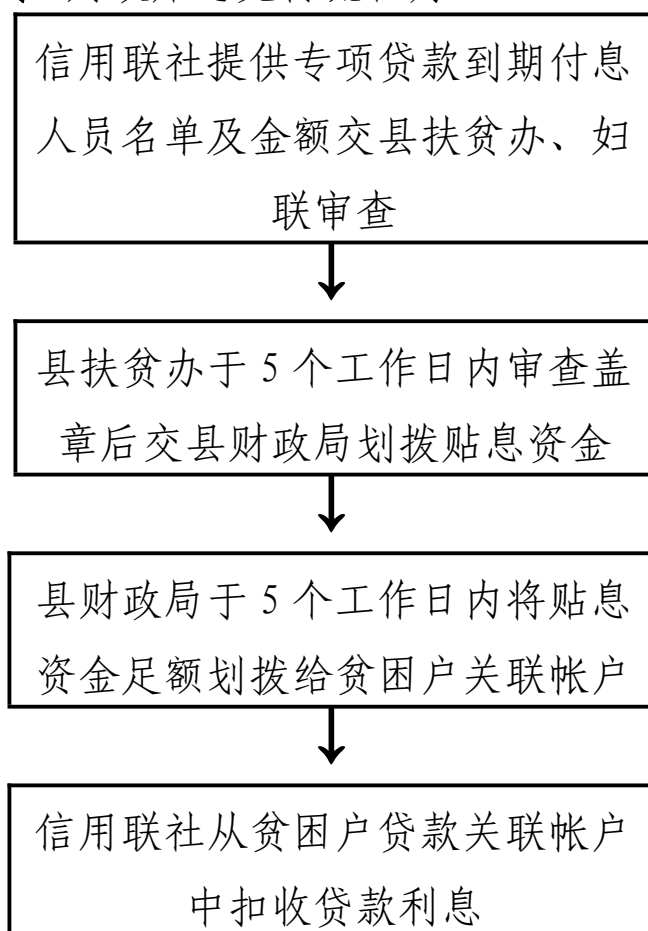 信用联社提供专项贷款到期付息
人员名单及金额交县扶贫办、妇
联审查
县扶贫办于 5 个工作日内审查盖
章后交县财政局划拨贴息资金
县财政局于 5 个工作日内将贴息
资金足额划拨给贫困户关联帐户
信用联社从贫困户贷款关联帐户
中扣收贷款利息